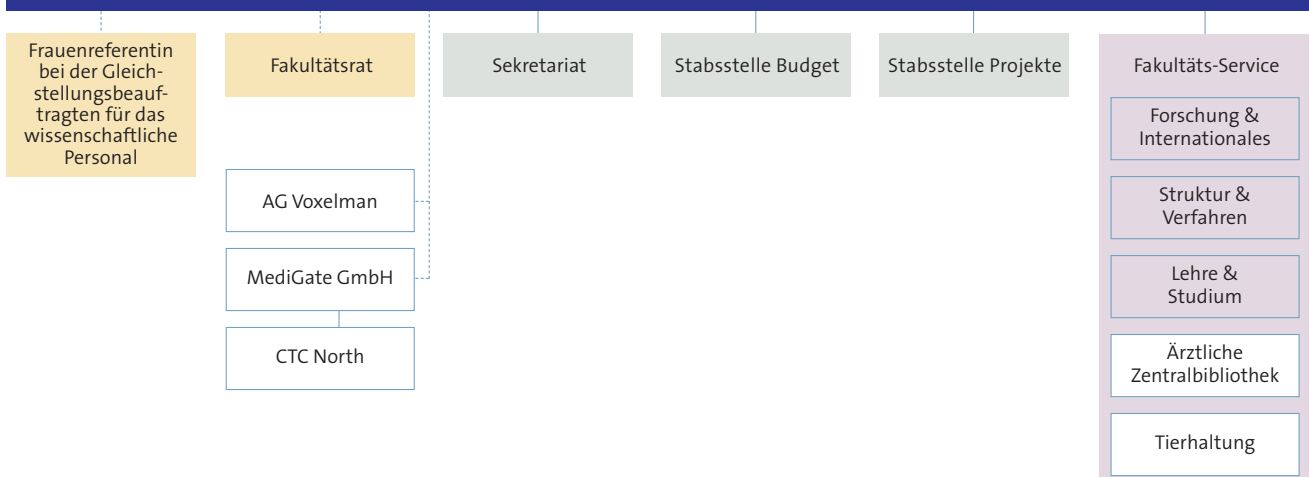 Frauenreferentin
bei der Gleich-
stellungsbeauf-
tragten für das
wissenschaftliche
Personal
Fakultätsrat
AG Voxelman
MediGate GmbH
CTC North
Sekretariat
Stabsstelle Budget
Stabsstelle Projekte
Fakultäts-Service
Forschung &
Internationales
Struktur &
Verfahren
Lehre &
Studium
Ärztliche
Zentralbibliothek
Tierhaltung